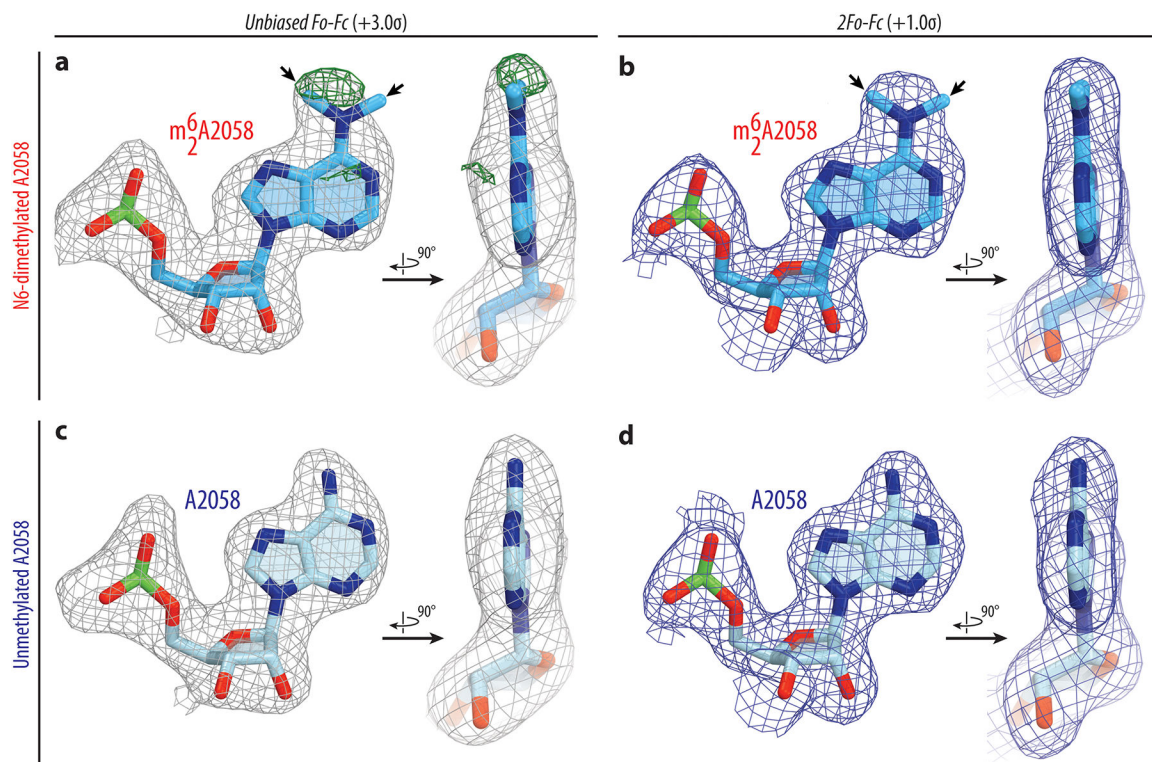 Unbiased Fo-Fc (+3.0σ)
2Fo-Fc (+1.0σ)
N6-dimethylated A2058
a
m⁶₂A2058
90°
b
m⁶₂A2058
90°
Unmethylated A2058
c
A2058
90°
d
A2058
90°